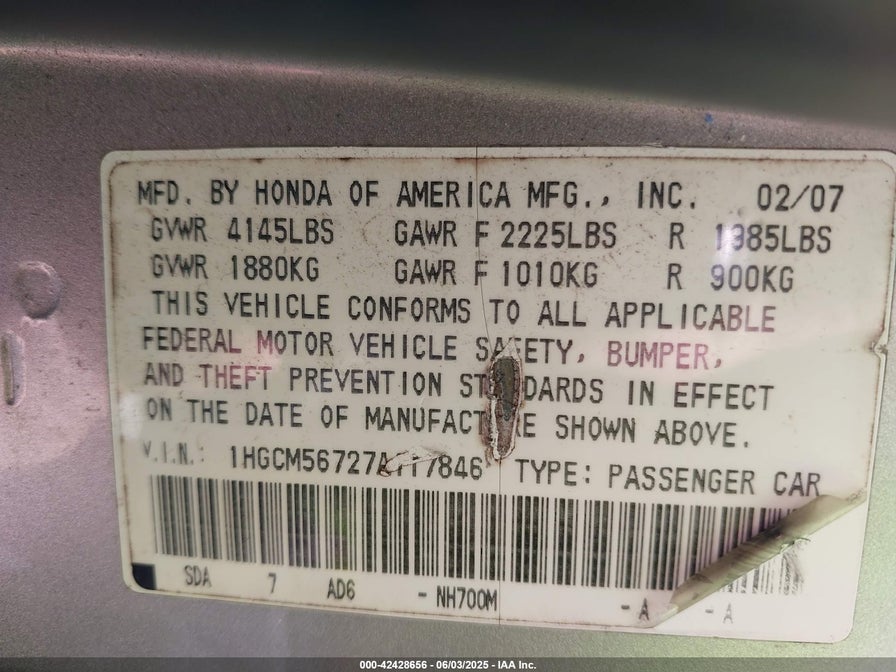 MFD. BY HONDA OF AMERICA MFG., INC. 02/07
GVWR 4145LBS GAWR F 2225LBS R 1985LBS
GVWR 1880KG GAWR F 1010KG R 900KG
THIS VEHICLE CONFORMS TO ALL APPLICABLE
FEDERAL MOTOR VEHICLE SAFETY, BUMPER,
AND THEFT PREVENTION STANDARDS IN EFFECT
ON THE DATE OF MANUFACTURE SHOWN ABOVE.
V.I.N.: TYPE: PASSENGER CAR
SDA 7 AD6 - NH700M - A - A
000-42428656 - 06/03/2025 - IAA Inc.